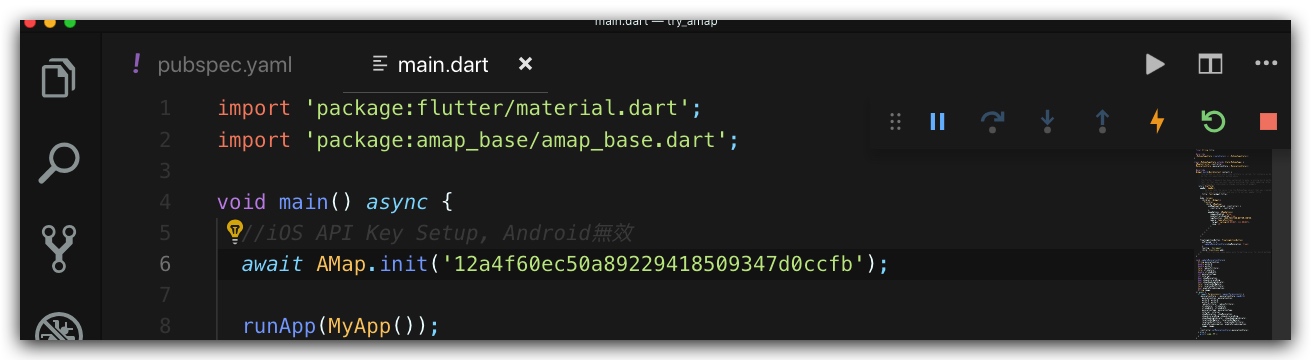 main.dart — try_amap
! pubspec.yaml main.dart ×
1 import 'package:flutter/material.dart';
2 import 'package:amap_base/amap_base.dart';
3
4 void main() async {
5 //iOS API Key Setup, Android無效
6 await AMap.init('12a4f60ec50a89229418509347d0ccfb');
7
8 runApp(MyApp());